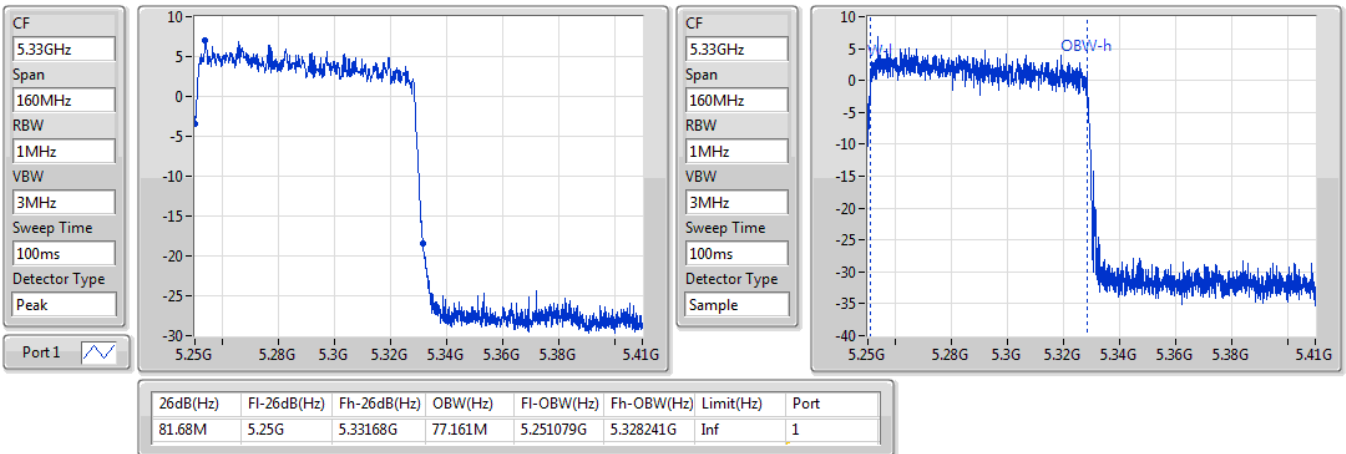 CF
5.33GHz
Span
160MHz
RBW
1MHz
VBW
3MHz
Sweep Time
100ms
Detector Type
Peak
Port 1
10
5
0
-5
-10
-15
-20
-25
-30
5.25G 5.28G 5.3G 5.32G 5.34G 5.36G 5.38G 5.41G
CF
5.33GHz
Span
160MHz
RBW
1MHz
VBW
3MHz
Sweep Time
100ms
Detector Type
Sample
10
5
0
-5
-10
-15
-20
-25
-30
-35
-40
OBW-h
5.25G 5.28G 5.3G 5.32G 5.34G 5.36G 5.38G 5.41G
26dB(Hz) Fl-26dB(Hz) Fh-26dB(Hz) OBW(Hz) Fl-OBW(Hz) Fh-OBW(Hz) Limit(Hz) Port
81.68M 5.25G 5.33168G 77.161M 5.251079G 5.328241G Inf 1